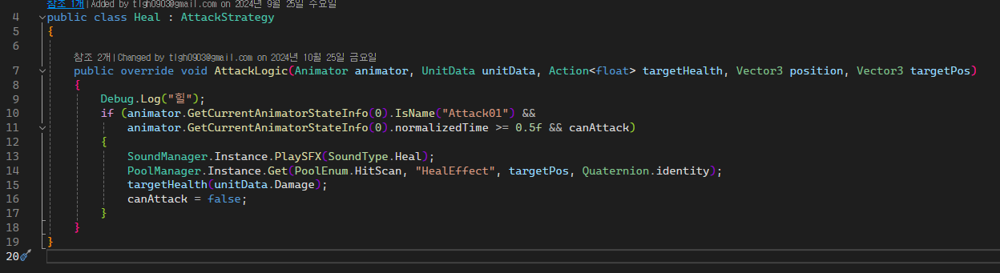 참조 1개 | Added by tlgh0903@gmail.com on 2024년 9월 25일 수요일
4 public class Heal : AttackStrategy
5 {
6
참조 2개 | Changed by tlgh0903@gmail.com on 2024년 10월 25일 금요일
7 public override void AttackLogic(Animator animator, UnitData unitData, Action<float> targetHealth, Vector3 position, Vector3 targetPos)
8 {
9 Debug.Log("힐");
10 if (animator.GetCurrentAnimatorStateInfo(0).IsName("Attack01") &&
11 animator.GetCurrentAnimatorStateInfo(0).normalizedTime >= 0.5f && canAttack)
12 {
13 SoundManager.Instance.PlaySFX(SoundType.Heal);
14 PoolManager.Instance.Get(PoolEnum.HitScan, "HealEffect", targetPos, Quaternion.identity);
15 targetHealth(unitData.Damage);
16 canAttack = false;
17 }
18 }
19 }
20